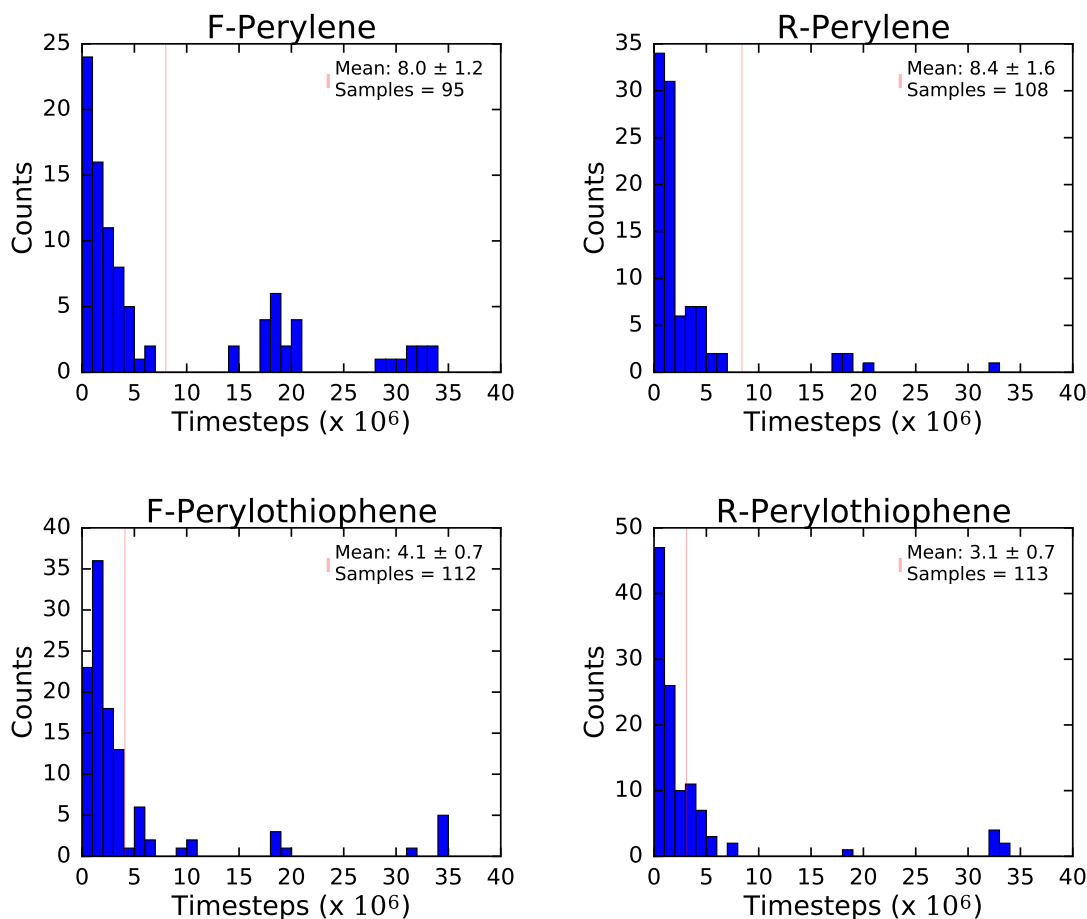 F-Perylene
Mean: 8.0 ± 1.2
Samples = 95
Counts
25
20
15
10
5
0
0 5 10 15 20 25 30 35 40
Timesteps (x 10⁶)
R-Perylene
Mean: 8.4 ± 1.6
Samples = 108
Counts
35
30
25
20
15
10
5
0
0 5 10 15 20 25 30 35 40
Timesteps (x 10⁶)
F-Perylothiophene
Mean: 4.1 ± 0.7
Samples = 112
Counts
40
35
30
25
20
15
10
5
0
0 5 10 15 20 25 30 35 40
Timesteps (x 10⁶)
R-Perylothiophene
Mean: 3.1 ± 0.7
Samples = 113
Counts
50
40
30
20
10
0
0 5 10 15 20 25 30 35 40
Timesteps (x 10⁶)